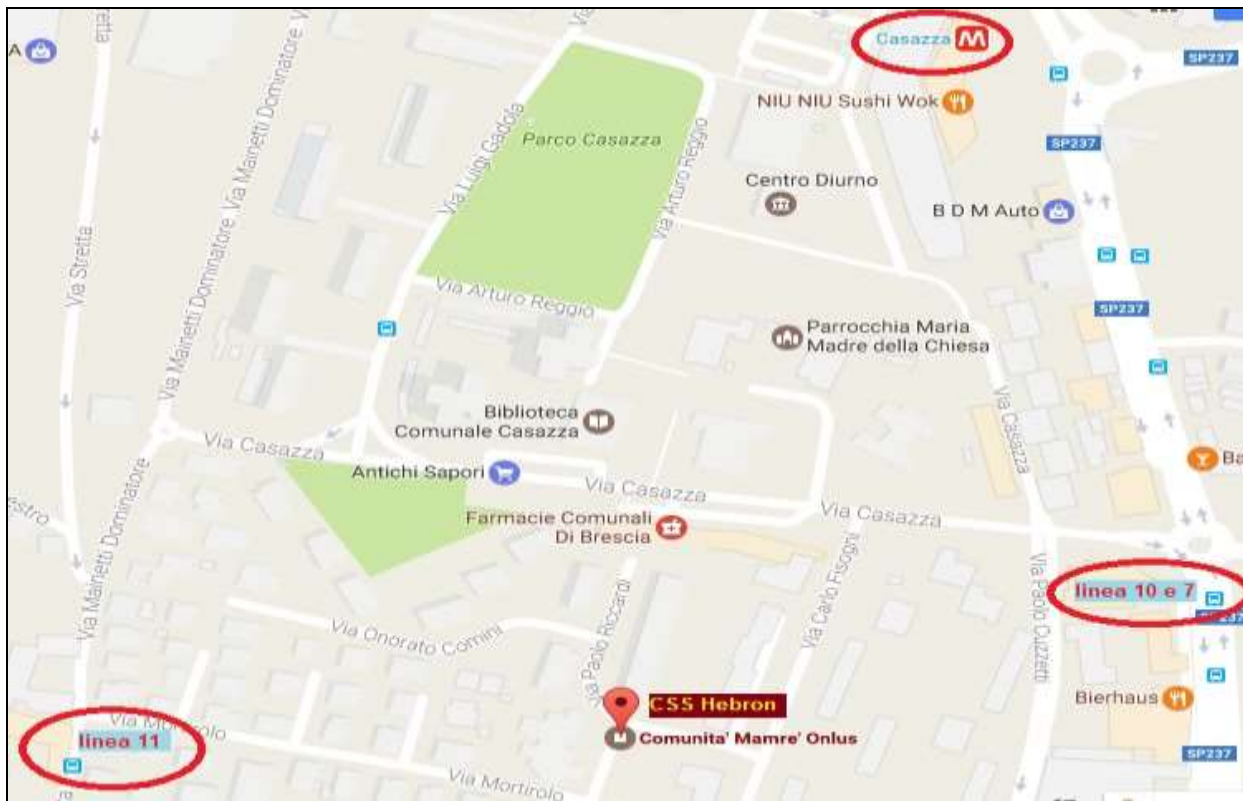 Casazza M
A
SP237
NIU NIU Sushi Wok
Parco Casazza
Via Luigi Gadola
Via Arturo Reggio
SP237
Centro Diurno
B D M Auto
Via Stretta
Via Mainetti Dominatore
Via Mainetti Dominatore
Via Arturo Reggio
SP237
Parrocchia Maria
Madre della Chiesa
Biblioteca
Comunale Casazza
Via Casazza
Via Casazza
Antichi Sapori
Via Casazza
Ba
Via Casazza
Farmacie Comunali
Di Brescia
Via Mainetti Dominatore
Via Carlo Fisogni
Via Paolo Cuzzetti
linea 10 e 7
SP237
Via Onorato Comini
Via Paolo Riccardi
CSS Hebron
Bierhaus
Via Mortirolo
linea 11
Comunita' Mamre' Onlus
SP237
Via Mortirolo